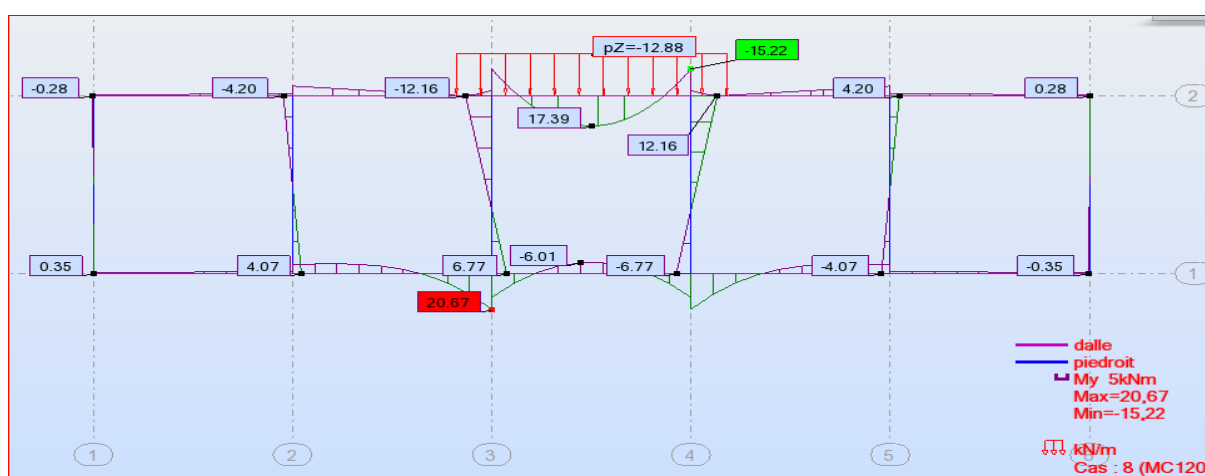 pZ=-12.88
-15.22
-0.28
-4.20
-12.16
4.20
0.28
2
17.39
12.16
0.35
4.07
6.77
-6.01
-6.77
-4.07
-0.35
1
20.67
dalle
piedroit
My 5kNm
Max=20,67
Min=-15,22
1
2
3
4
5
kN/m
Cas : 8 (MC120